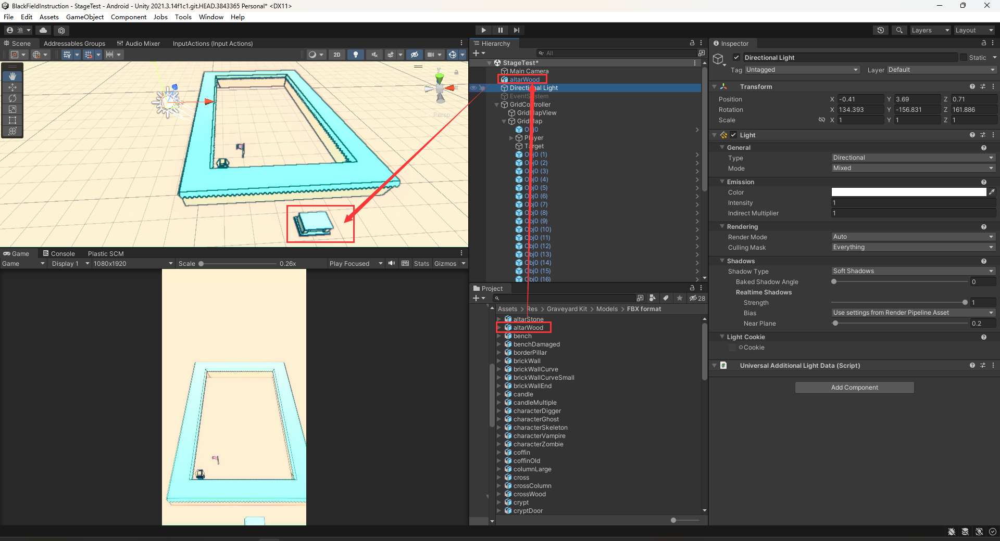 BlackFieldInstruction - StageTest - Android - Unity 2021.3.14f1c1.git.HEAD.3843365 Personal* <DX11>
File Edit Assets GameObject Component Jobs Tools Window Help
渔 Layers Layout
Scene Addressables Groups Audio Mixer InputActions (Input Actions)
2D
y
x
Persp
Game Console Plastic SCM
Game Display 1 1080x1920 Scale 0.26x Play Focused Stats Gizmos
Hierarchy
All
StageTest*
Main Camera
altarWood
Directional Light
EventSystem
GridController
GridMapView
GridMap
Obj0
Player
Target
Obj0 (1)
Obj0 (2)
Obj0 (3)
Obj0 (4)
Obj0 (5)
Obj0 (6)
Obj0 (7)
Obj0 (8)
Obj0 (9)
Obj0 (10)
Obj0 (11)
Obj0 (12)
Obj0 (13)
Obj0 (14)
Obj0 (15)
Obj0 (16)
Project
28
Assets > Res > Graveyard Kit > Models > FBX format
altarStone
altarWood
bench
benchDamaged
borderPillar
brickWall
brickWallCurve
brickWallCurveSmall
brickWallEnd
candle
candleMultiple
characterDigger
characterGhost
characterSkeleton
characterVampire
characterZombie
coffin
coffinOld
columnLarge
cross
crossColumn
crossWood
crypt
cryptDoor
Inspector
Directional Light Static
Tag Untagged Layer Default
Transform
Position X -0.41 Y 3.69 Z 0.71
Rotation X 134.393 Y -156.831 Z 161.886
Scale X 1 Y 1 Z 1
Light
General
Type Directional
Mode Mixed
Emission
Color
Intensity 1
Indirect Multiplier 1
Rendering
Render Mode Auto
Culling Mask Everything
Shadows
Shadow Type Soft Shadows
Baked Shadow Angle 0
Realtime Shadows
Strength 1
Bias Use settings from Render Pipeline Asset
Near Plane 0.2
Light Cookie
Cookie
Universal Additional Light Data (Script)
Add Component